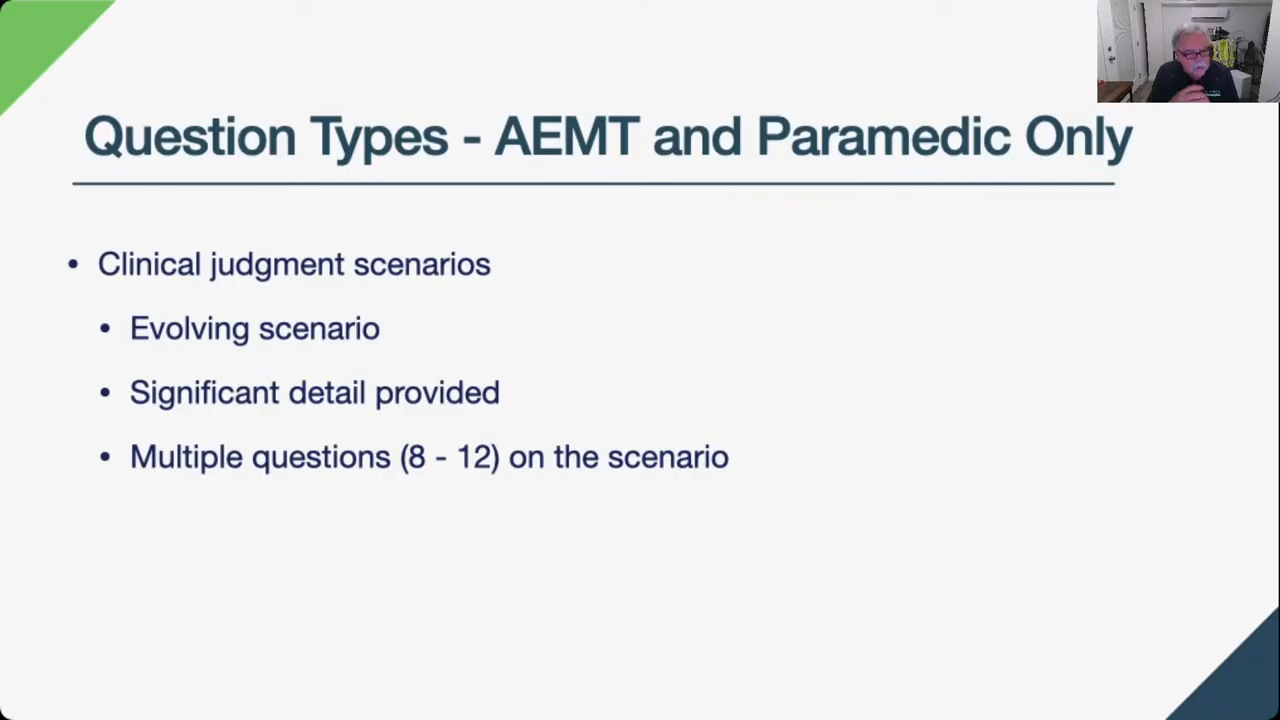 Question Types - AEMT and Paramedic Only
• Clinical judgment scenarios
• Evolving scenario
• Significant detail provided
• Multiple questions (8 - 12) on the scenario